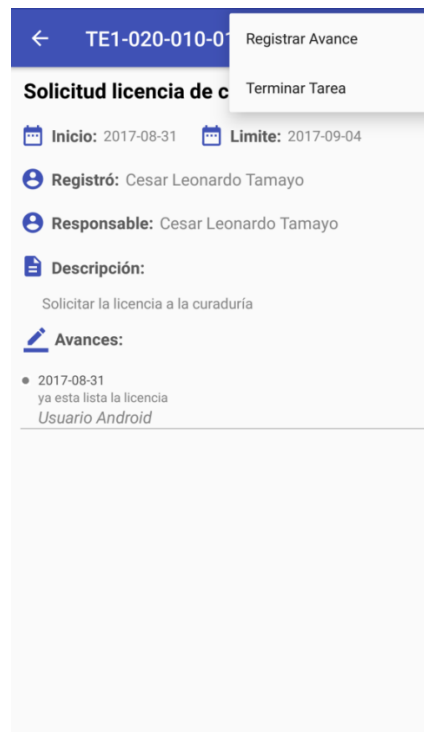 TE1-020-010-01
Registrar Avance
Terminar Tarea
Solicitud licencia de c
Inicio: 2017-08-31 Limite: 2017-09-04
Registró: Cesar Leonardo Tamayo
Responsable: Cesar Leonardo Tamayo
Descripción:
Solicitar la licencia a la curaduría
Avances:
2017-08-31
ya esta lista la licencia
Usuario Android